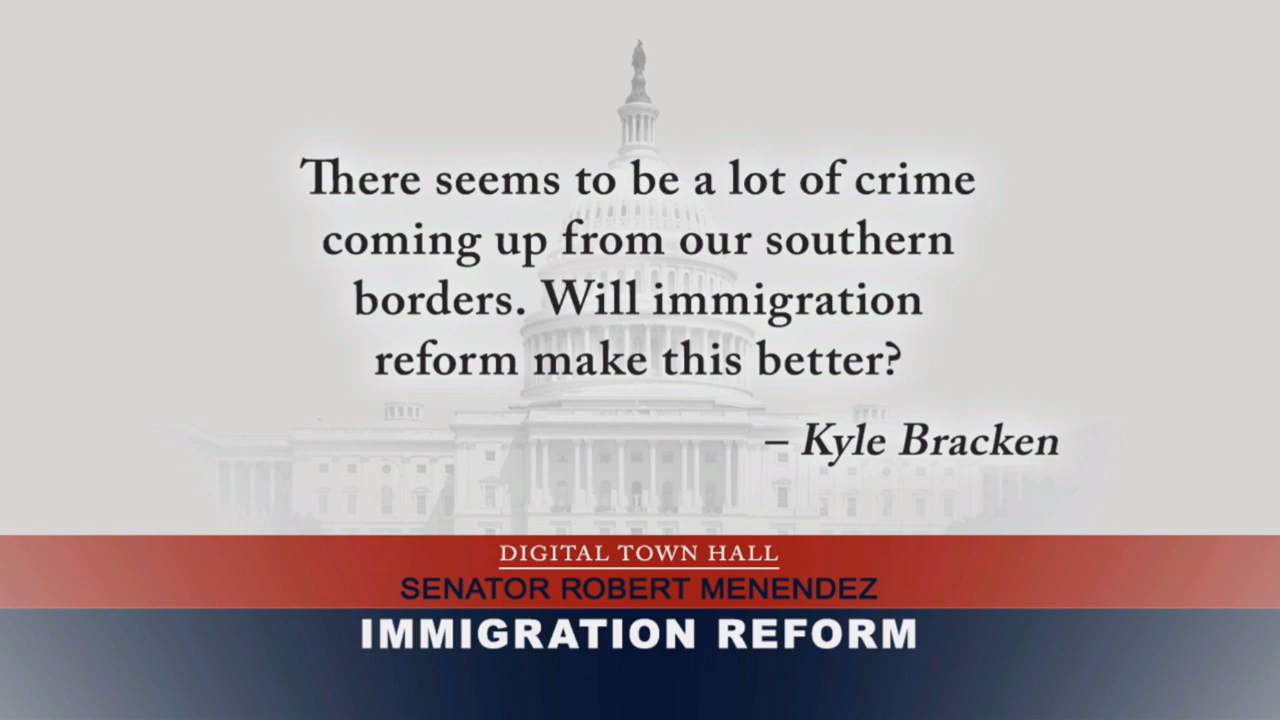 There seems to be a lot of crime
coming up from our southern
borders. Will immigration
reform make this better?
– Kyle Bracken
DIGITAL TOWN HALL
SENATOR ROBERT MENENDEZ
IMMIGRATION REFORM